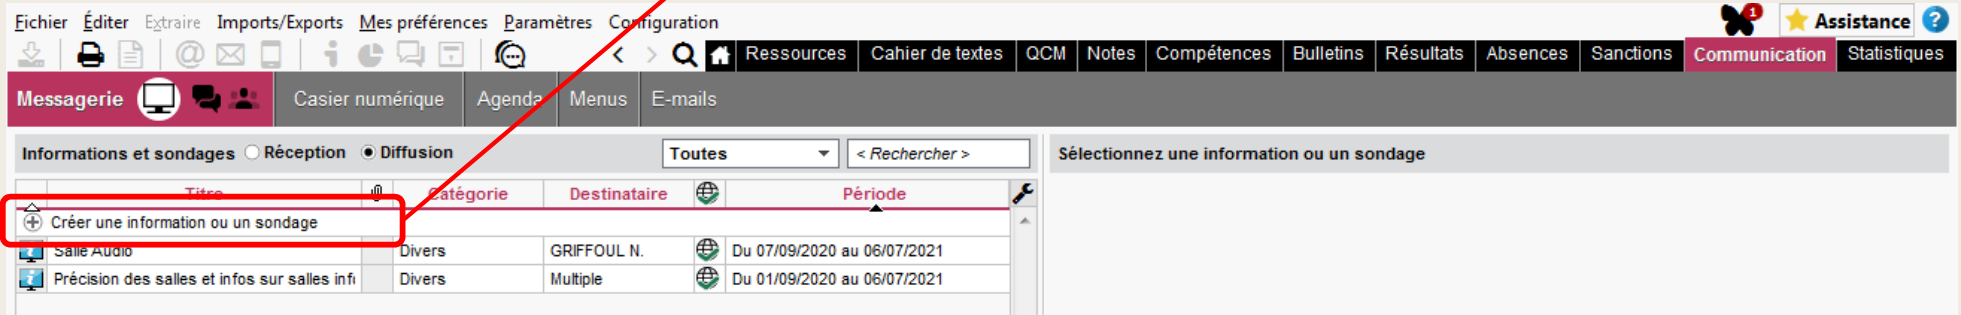 Fichier Éditer Extraire Imports/Exports Mes préférences Paramètres Configuration 1 Assistance ?
Ressources Cahier de textes QCM Notes Compétences Bulletins Résultats Absences Sanctions Communication Statistiques
Messagerie Casier numérique Agenda Menus E-mails
Informations et sondages Réception Diffusion Toutes < Rechercher > Sélectionnez une information ou un sondage
Titre Catégorie Destinataire Période
Créer une information ou un sondage
Salle Audio Divers GRIFFOUL N. Du 07/09/2020 au 06/07/2021
Précision des salles et infos sur salles info Divers Multiple Du 01/09/2020 au 06/07/2021